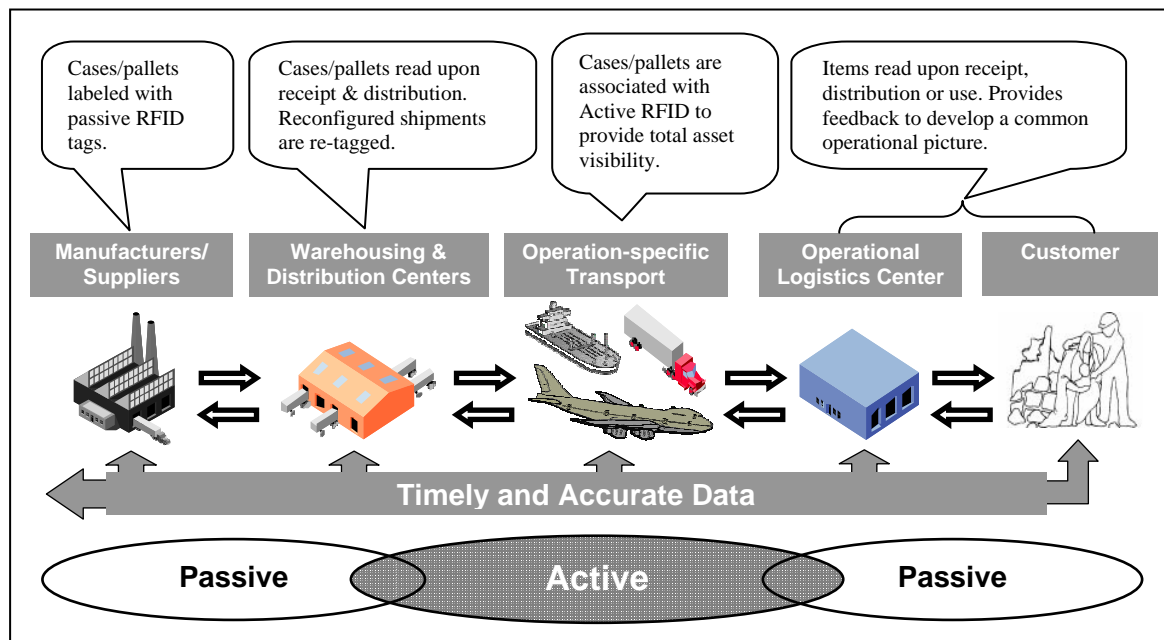 Cases/pallets
labeled with
passive RFID
tags.
Cases/pallets read upon
receipt & distribution.
Reconfigured shipments
are re-tagged.
Cases/pallets are
associated with
Active RFID to
provide total asset
visibility.
Items read upon receipt,
distribution or use. Provides
feedback to develop a common
operational picture.
Manufacturers/
Suppliers
Warehousing &
Distribution Centers
Operation-specific
Transport
Operational
Logistics Center
Customer
Timely and Accurate Data
Passive
Active
Passive